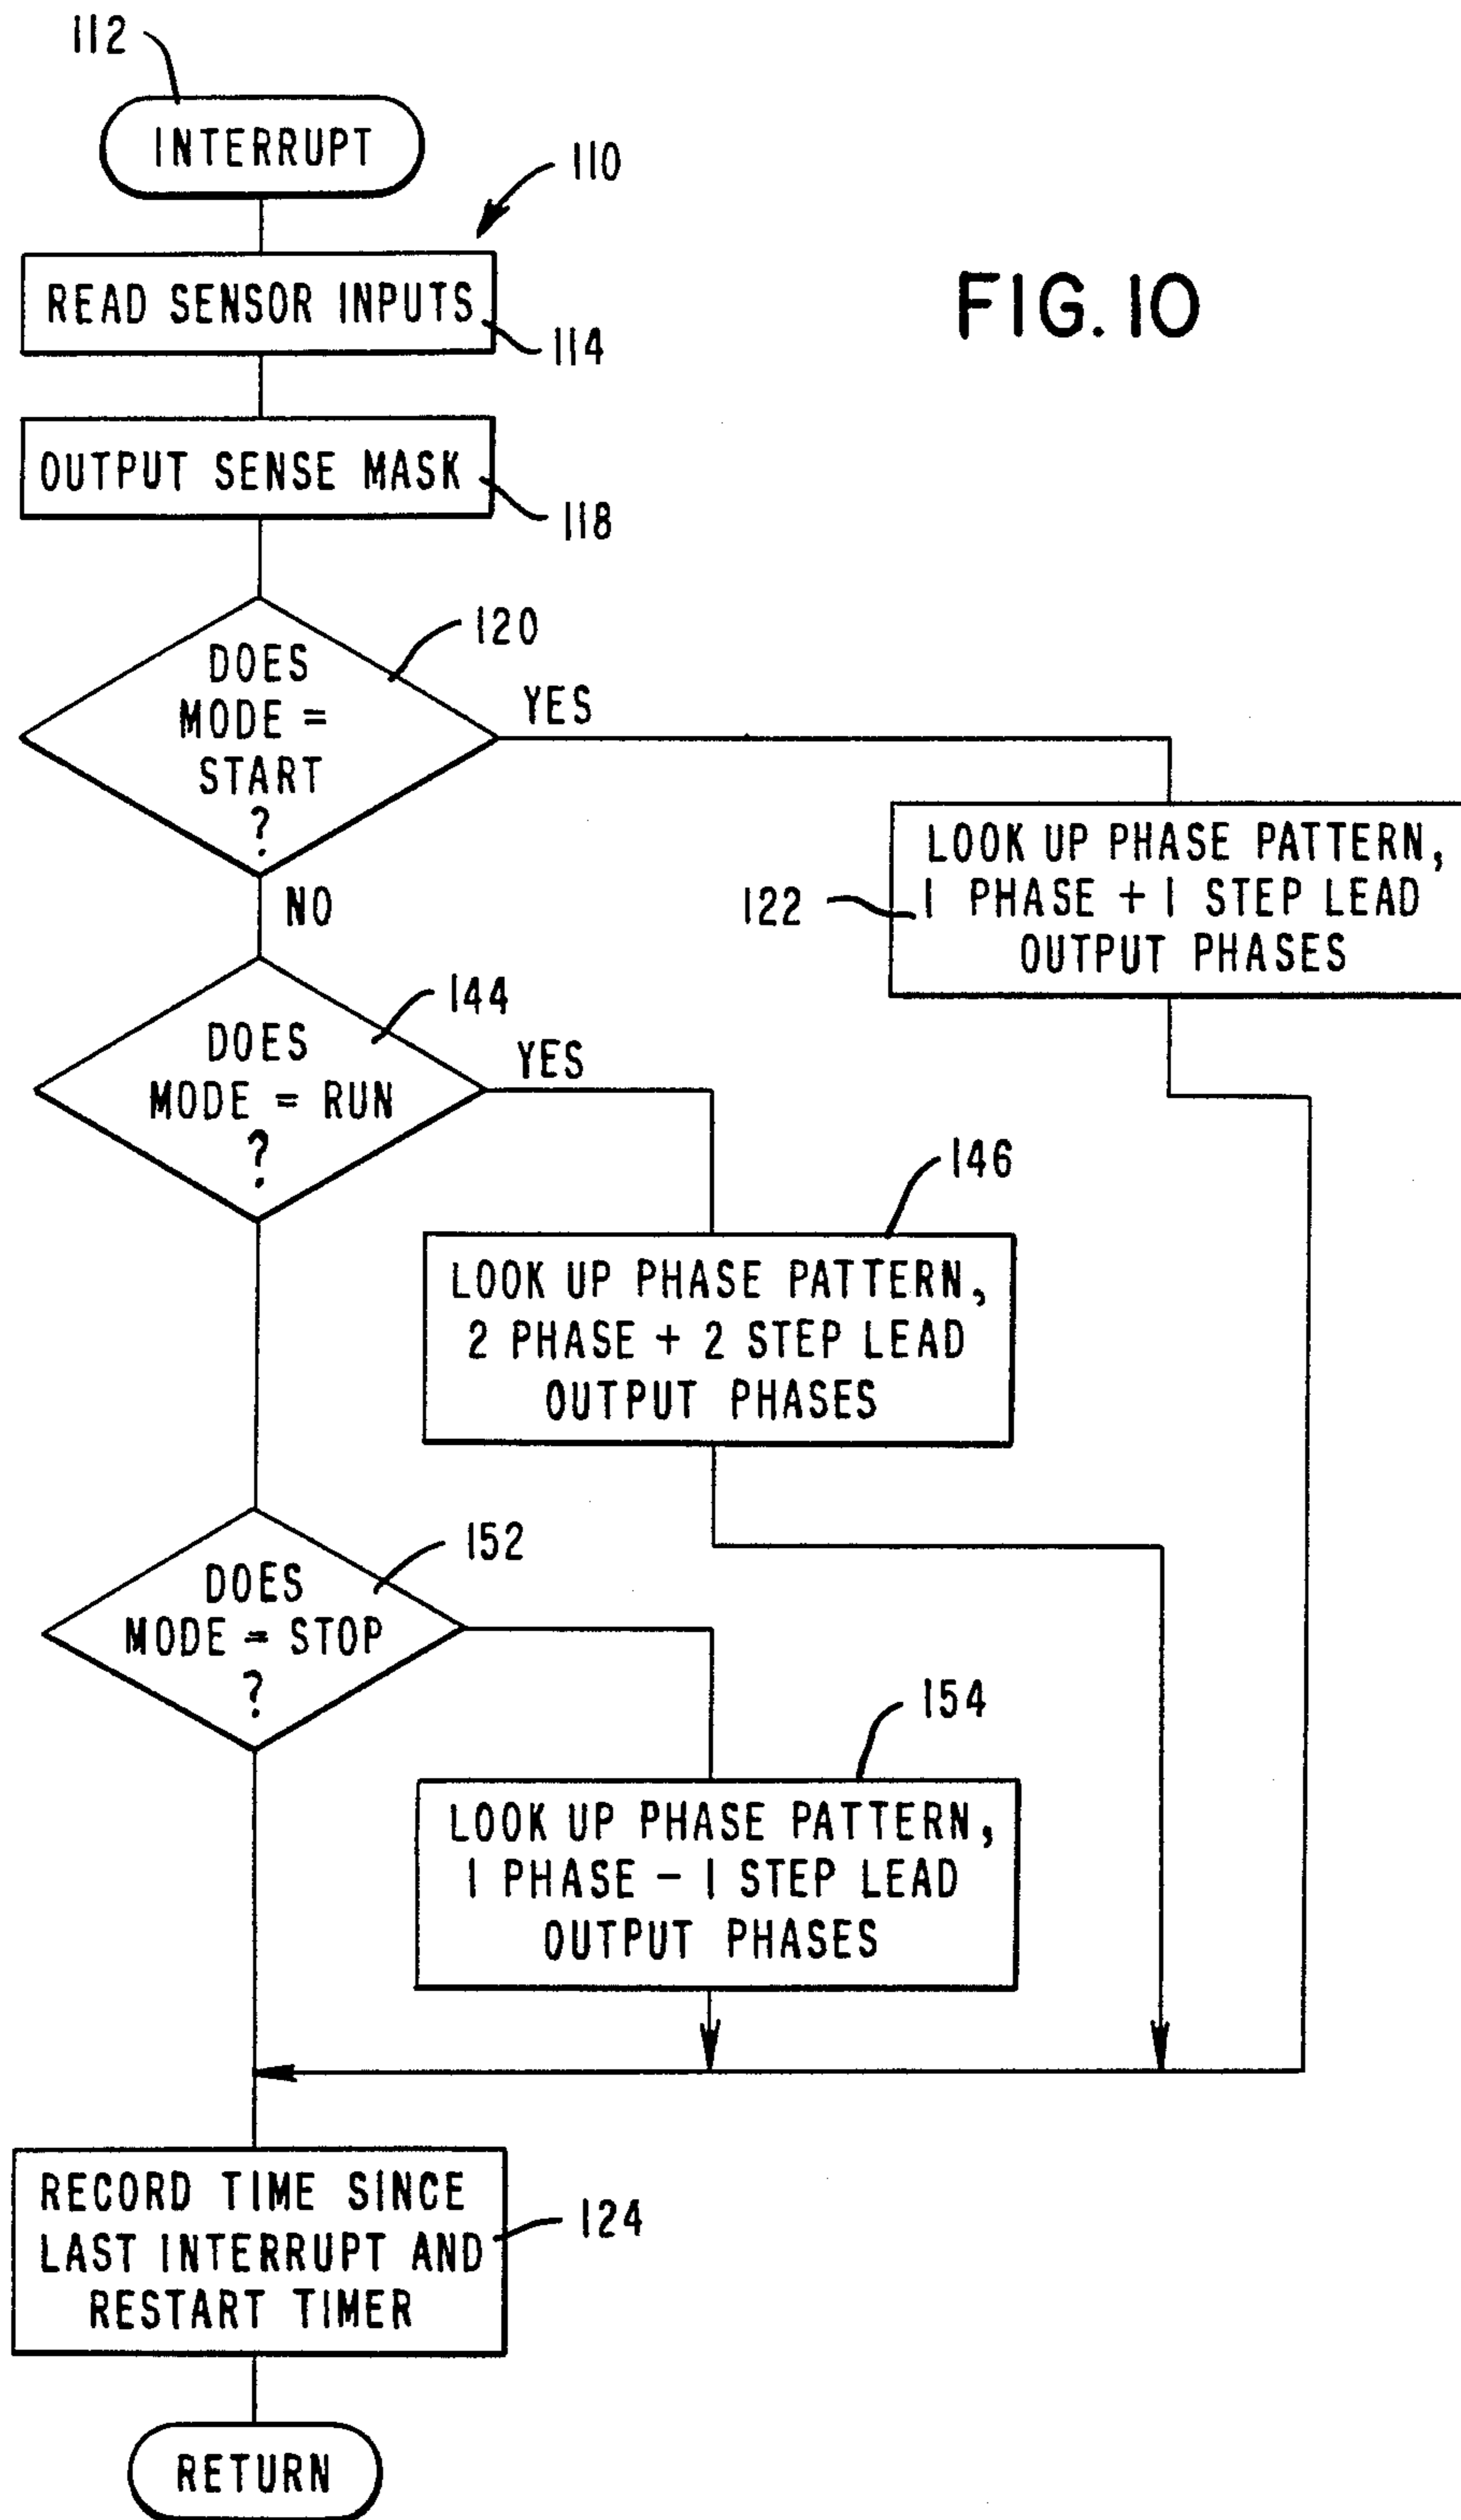 112
INTERRUPT
110
READ SENSOR INPUTS
114
FIG. 10
OUTPUT SENSE MASK
118
120
DOES
MODE =
START
?
YES
NO
LOOK UP PHASE PATTERN,
1 PHASE + 1 STEP LEAD
OUTPUT PHASES
122
144
DOES
MODE = RUN
?
YES
146
LOOK UP PHASE PATTERN,
2 PHASE + 2 STEP LEAD
OUTPUT PHASES
152
DOES
MODE = STOP
?
154
LOOK UP PHASE PATTERN,
1 PHASE - 1 STEP LEAD
OUTPUT PHASES
RECORD TIME SINCE
LAST INTERRUPT AND
RESTART TIMER
124
RETURN